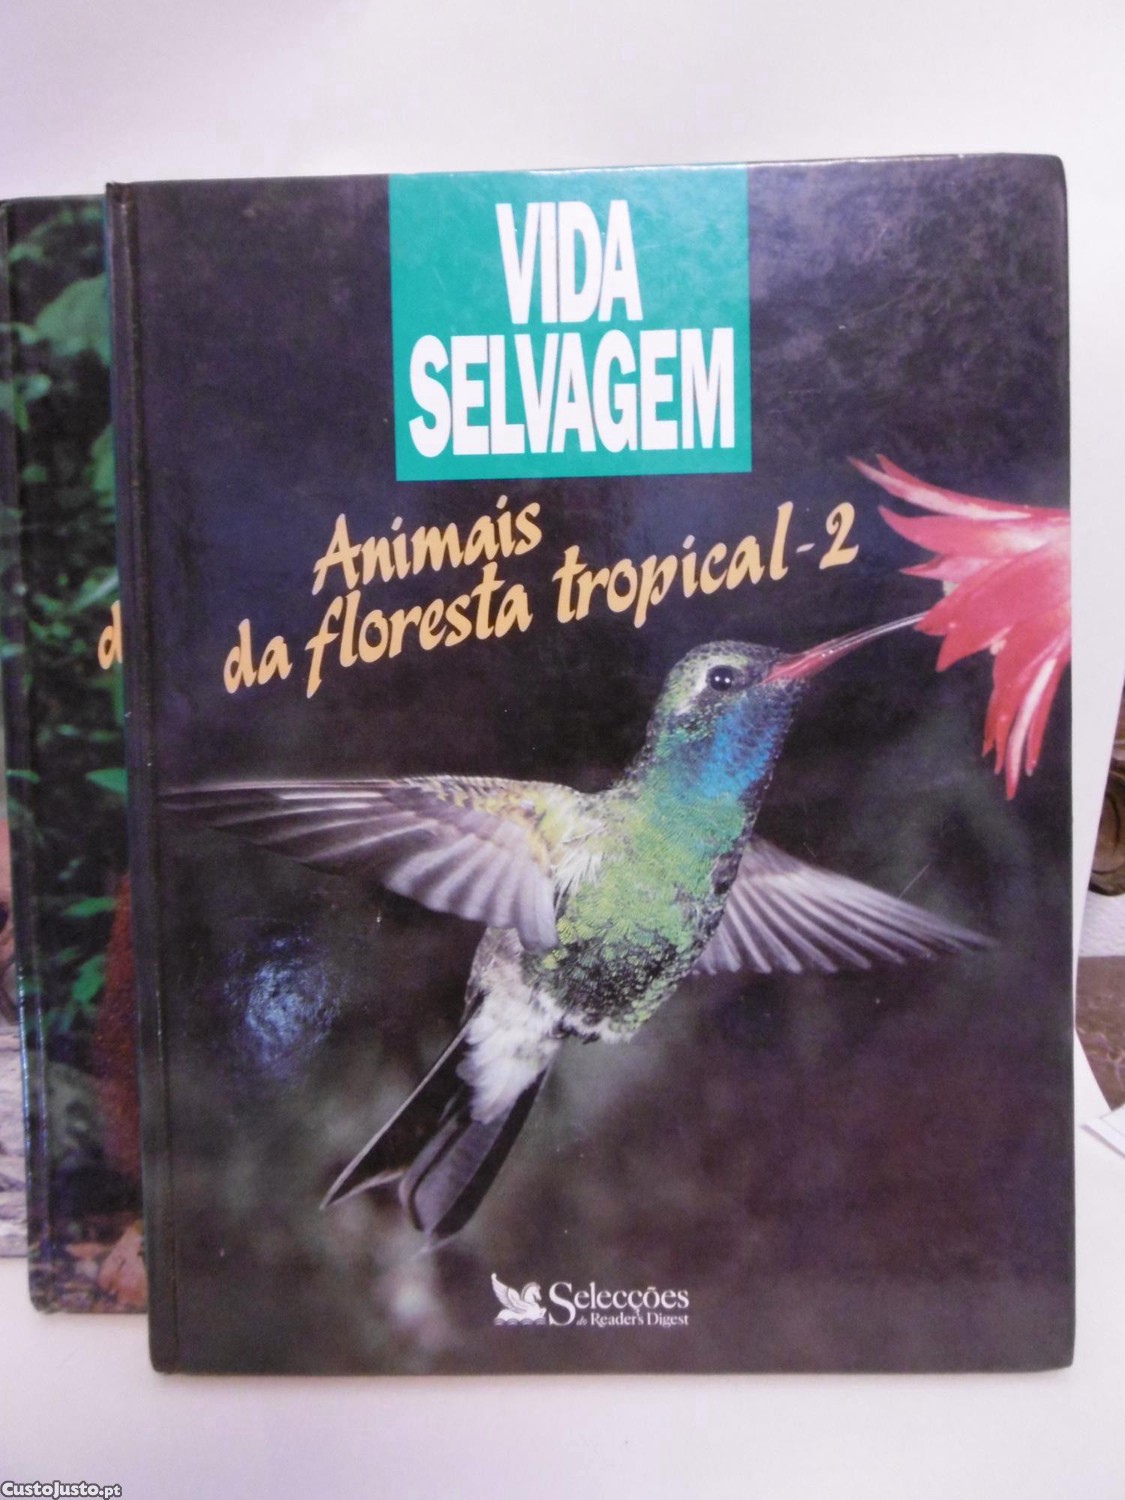 VIDA
SELVAGEM
Animais
da floresta tropical-2
d
Selecções
do Reader's Digest
CustoJusto.pt